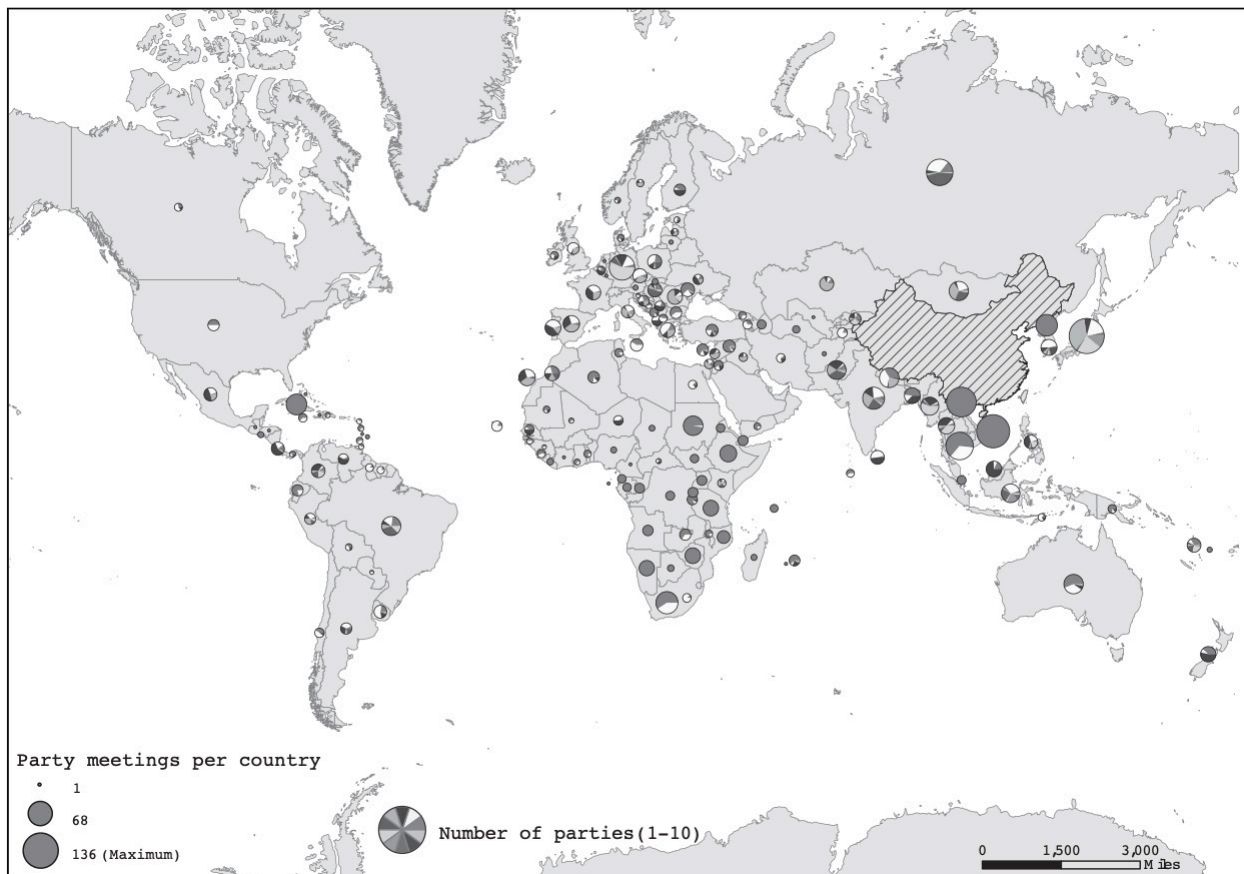 Party meetings per country
1
68
136 (Maximum)
Number of parties(1-10)
0 1,500 3,000
Miles